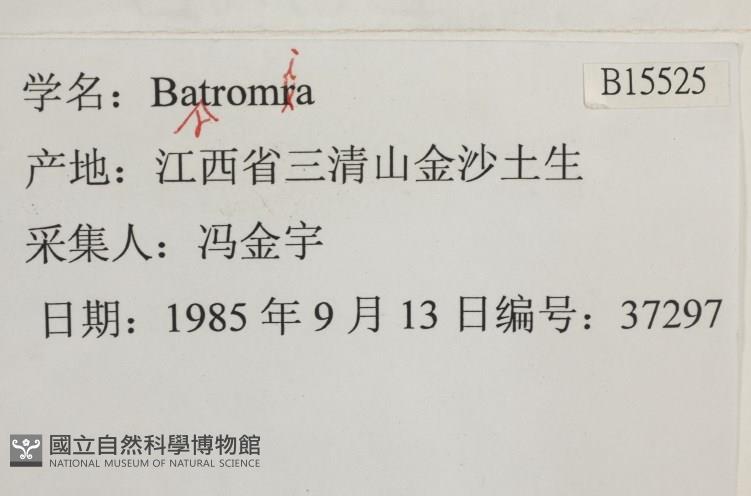 学名：Batromra
i
B15525
产地：江西省三清山金沙土生
采集人：冯金宇
日期：1985 年 9 月 13 日编号：37297
國立自然科學博物館
NATIONAL MUSEUM OF NATURAL SCIENCE